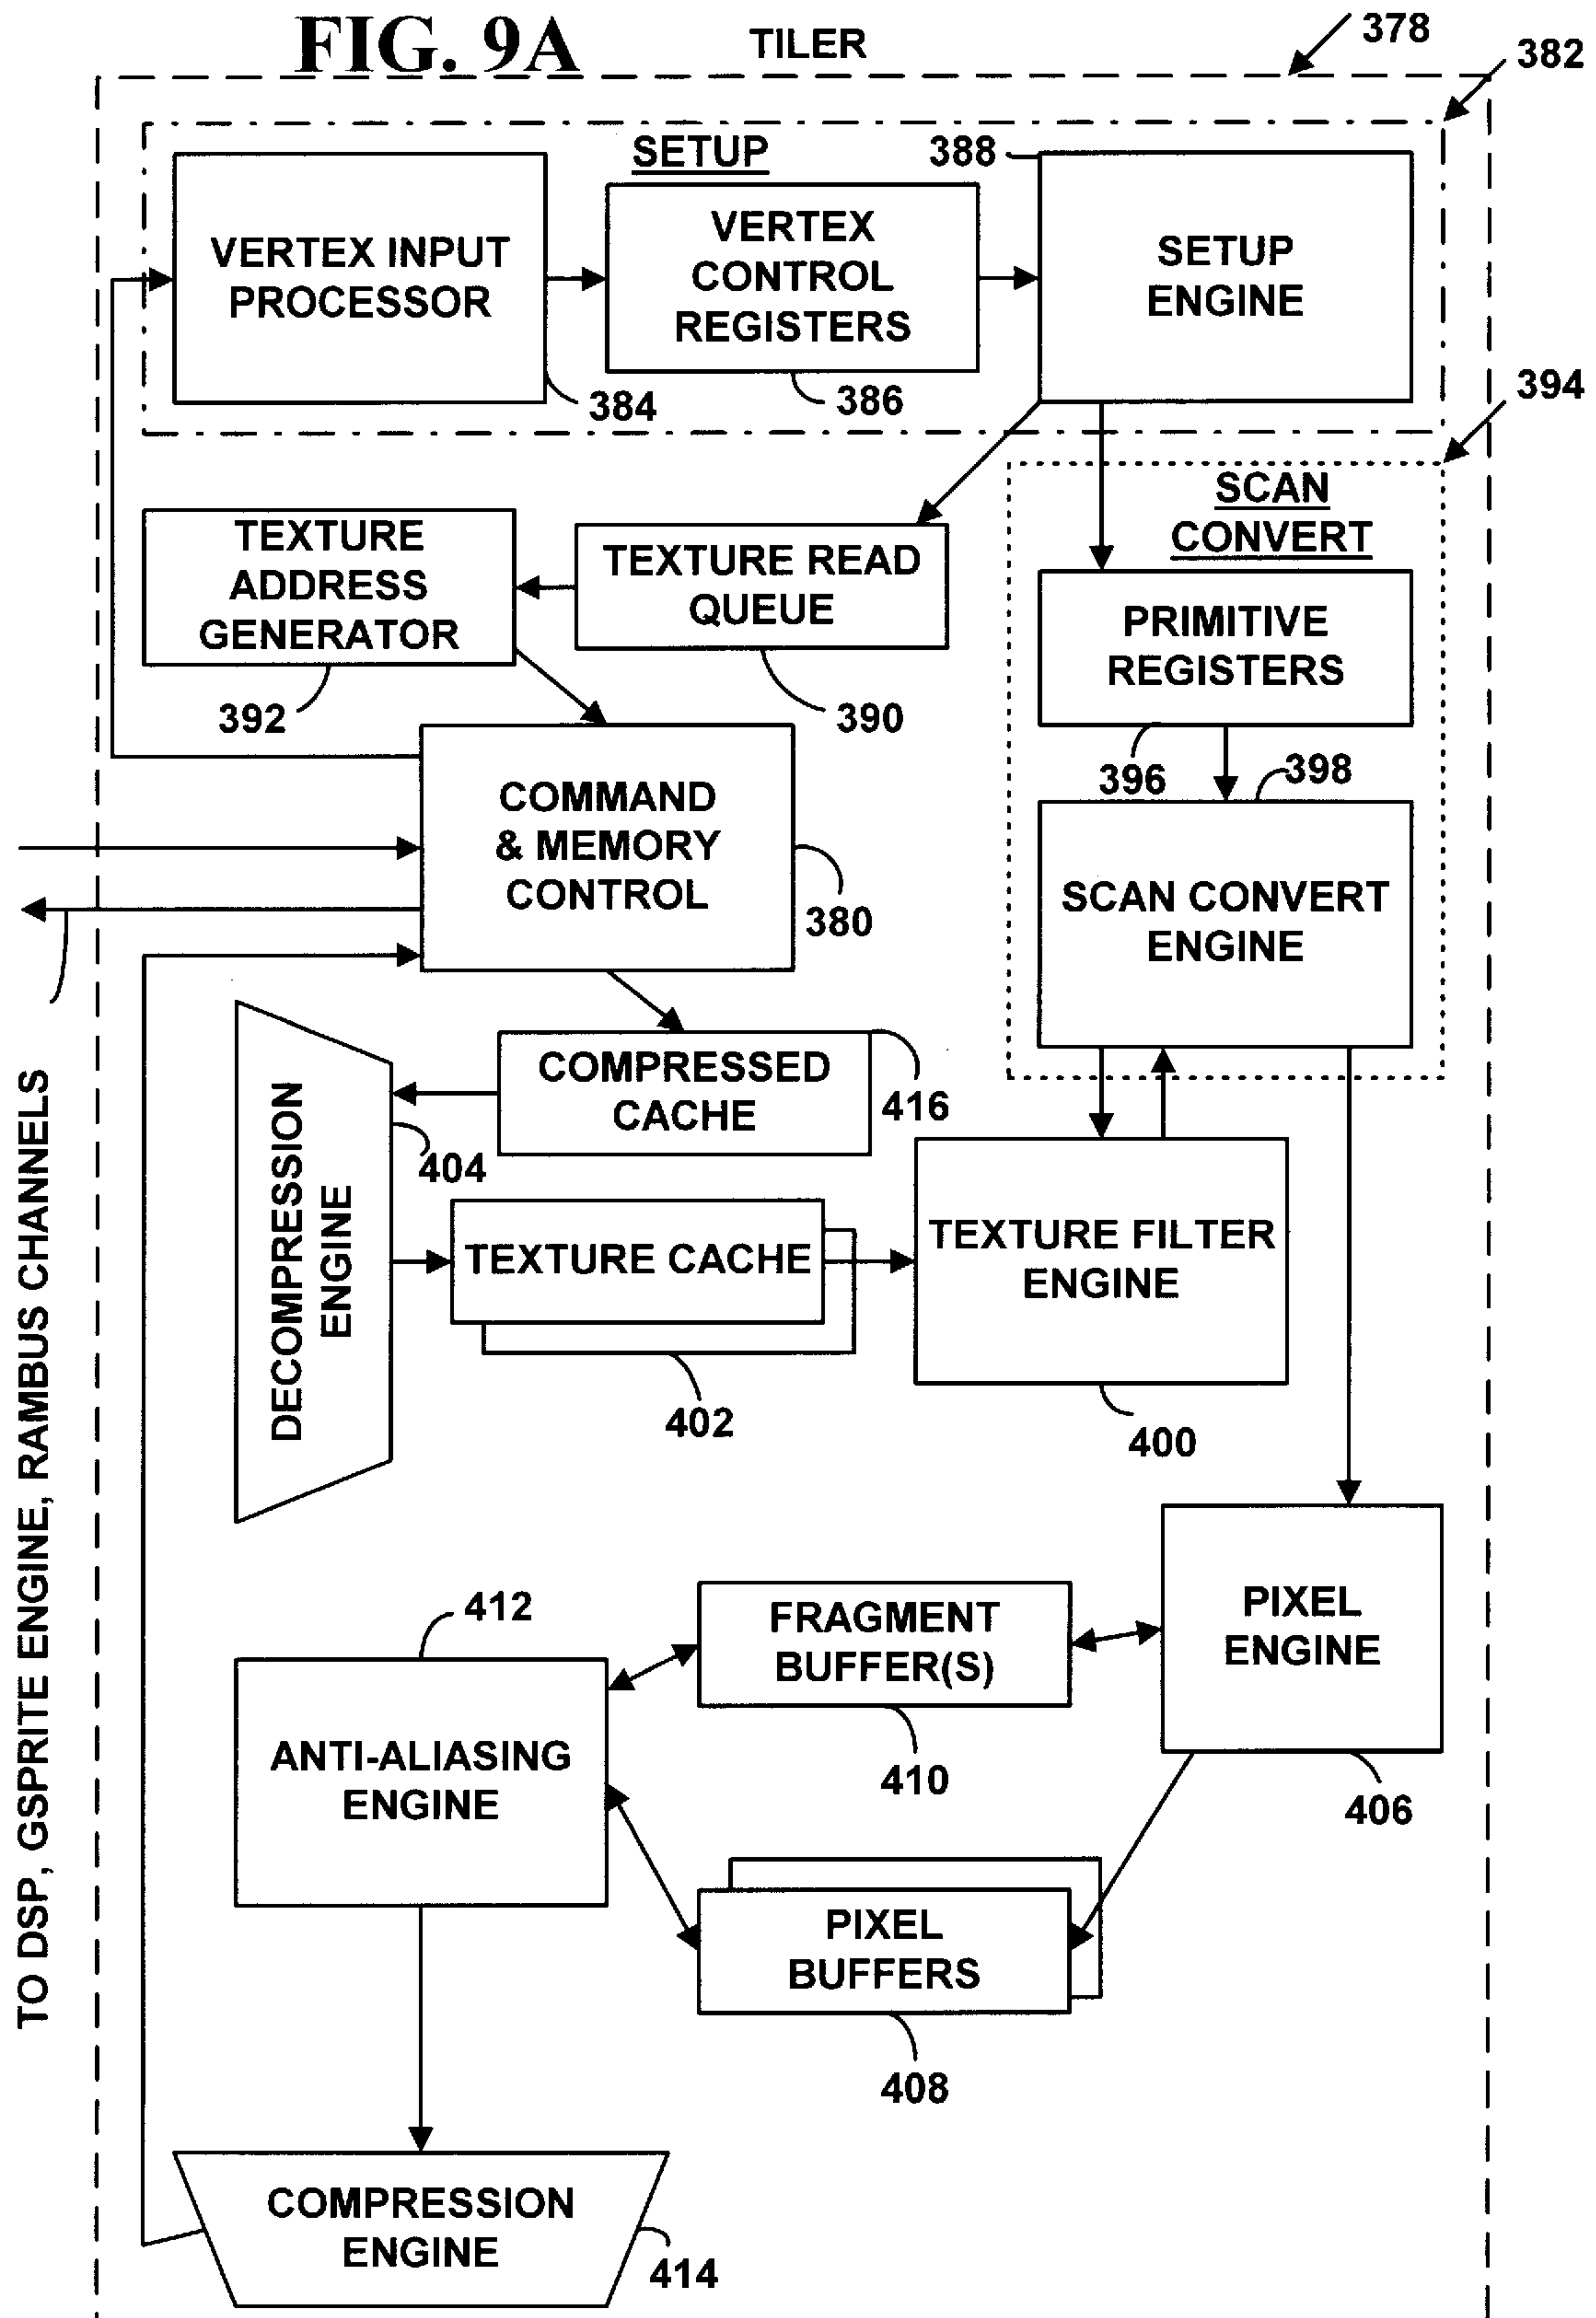 FIG. 9A
TILER
378
382
SETUP
388
VERTEX INPUT
PROCESSOR
384
VERTEX
CONTROL
REGISTERS
386
SETUP
ENGINE
394
SCAN
CONVERT
TEXTURE
ADDRESS
GENERATOR
392
TEXTURE READ
QUEUE
390
PRIMITIVE
REGISTERS
396
398
COMMAND
& MEMORY
CONTROL
380
SCAN CONVERT
ENGINE
COMPRESSED
CACHE
416
DECOMPRESSION
ENGINE
404
TEXTURE CACHE
402
TEXTURE FILTER
ENGINE
400
TO DSP, GSPRITE ENGINE, RAMBUS CHANNELS
412
FRAGMENT
BUFFER(S)
410
PIXEL
ENGINE
406
ANTI-ALIASING
ENGINE
PIXEL
BUFFERS
408
COMPRESSION
ENGINE
414